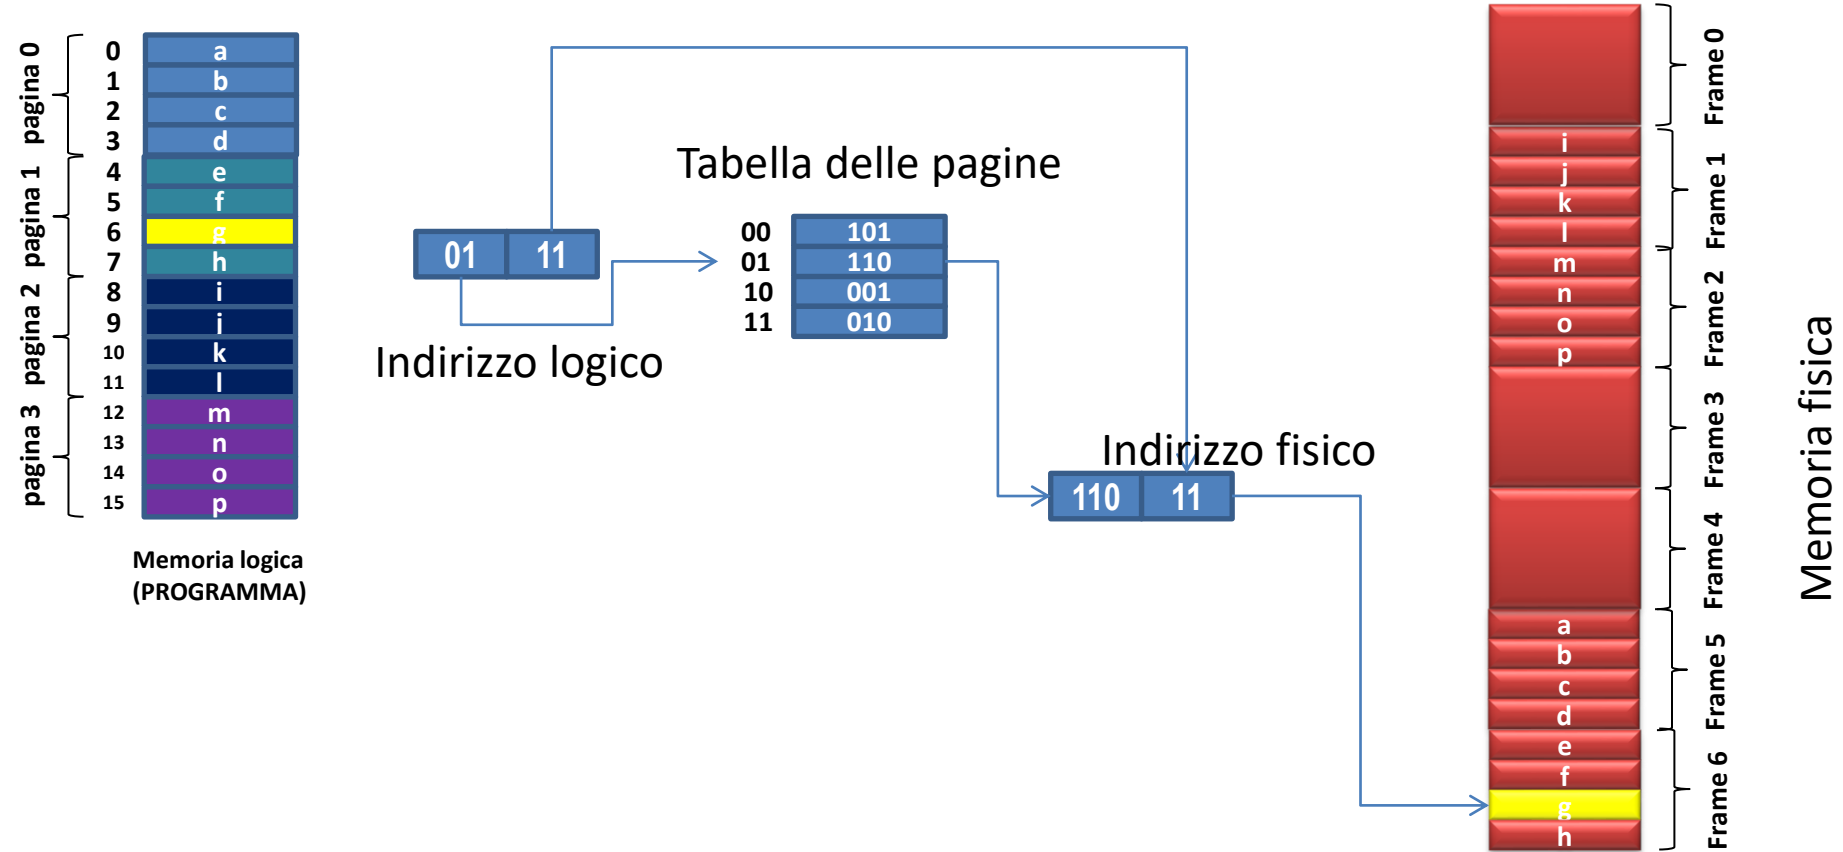 pagina 0
pagina 1
pagina 2
pagina 3
0 a
1 b
2 c
3 d
4 e
5 f
6 g
7 h
8 i
9 j
10 k
11 l
12 m
13 n
14 o
15 p
Memoria logica
(PROGRAMMA)
01 11
Indirizzo logico
Tabella delle pagine
00 101
01 110
10 001
11 010
Indirizzo fisico
110 11
i
j
k
l
m
n
o
p
a
b
c
d
e
f
g
h
Frame 0
Frame 1
Frame 2
Frame 3
Frame 4
Frame 5
Frame 6
Memoria fisica